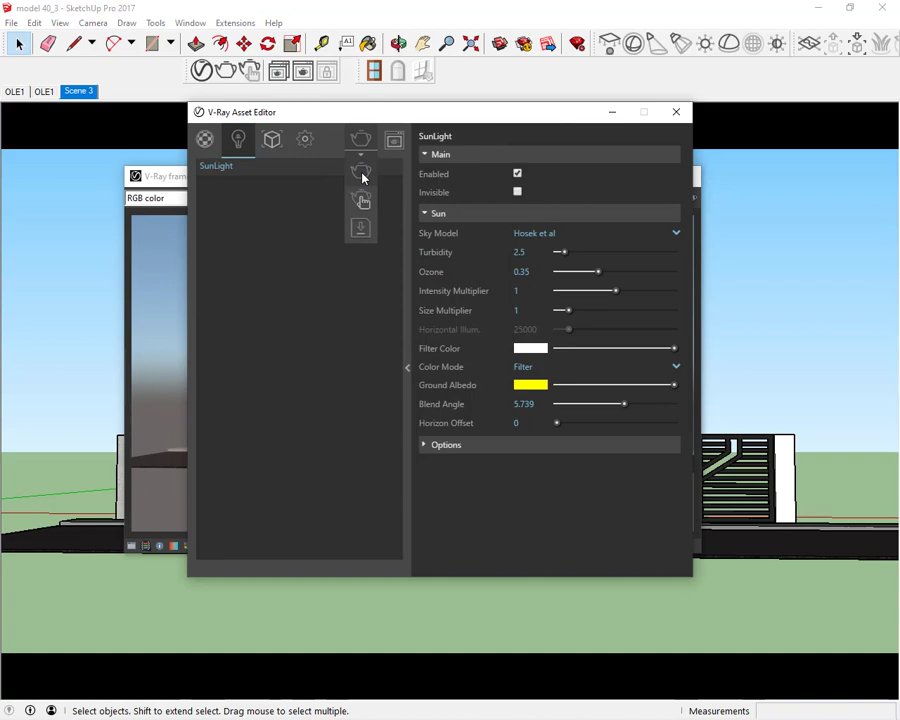 model 40_3 - SketchUp Pro 2017
File Edit View Camera Draw Tools Window Extensions Help
OLE1 OLE1 Scene 3
V-Ray Asset Editor
V-Ray fram
RGB color
SunLight
SunLight
Main
Enabled
Invisible
Sun
Sky Model Hosek et al
Turbidity 2.5
Ozone 0.35
Intensity Multiplier 1
Size Multiplier 1
Horizontal Illum. 25000
Filter Color
Color Mode Filter
Ground Albedo
Blend Angle 5.739
Horizon Offset 0
Options
Select objects. Shift to extend select. Drag mouse to select multiple.
Measurements